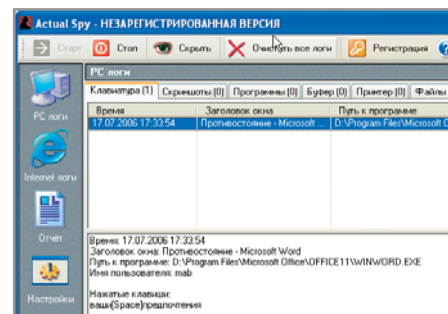 Actual Spy - НЕЗАРЕГИСТРИРОВАННАЯ ВЕРСИЯ
Старт Стоп Скрыть Очистить все логи Регистрация
PC логи
Клавиатура (1) Скриншоты (0) Программы (0) Буфер (0) Принтер (0) Файлы
Время Заголовок окна Путь к программе
17.07.2006 17:33:54 Противостояние - Microsoft ... D:\Program Files\Microsoft O
PC логи
Internet логи
Отчет
Настройки
Время: 17.07.2006 17:33:54
Заголовок окна: Противостояние - Microsoft Word
Путь к программе: D:\Program Files\Microsoft Office\OFFICE11\WINWORD.EXE
Имя пользователя: mab
Нажатые клавиши:
ваши[Space]предпочтения